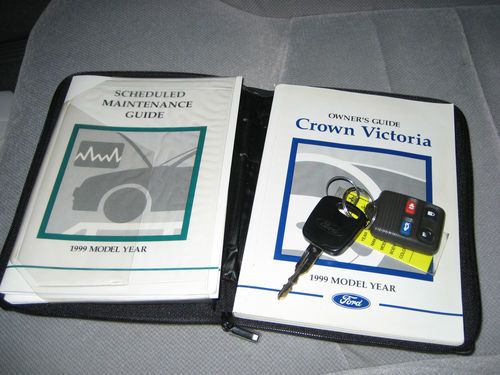 SCHEDULED
MAINTENANCE
GUIDE
1999 MODEL YEAR
OWNER'S GUIDE
Crown Victoria
1999 MODEL YEAR
Ford